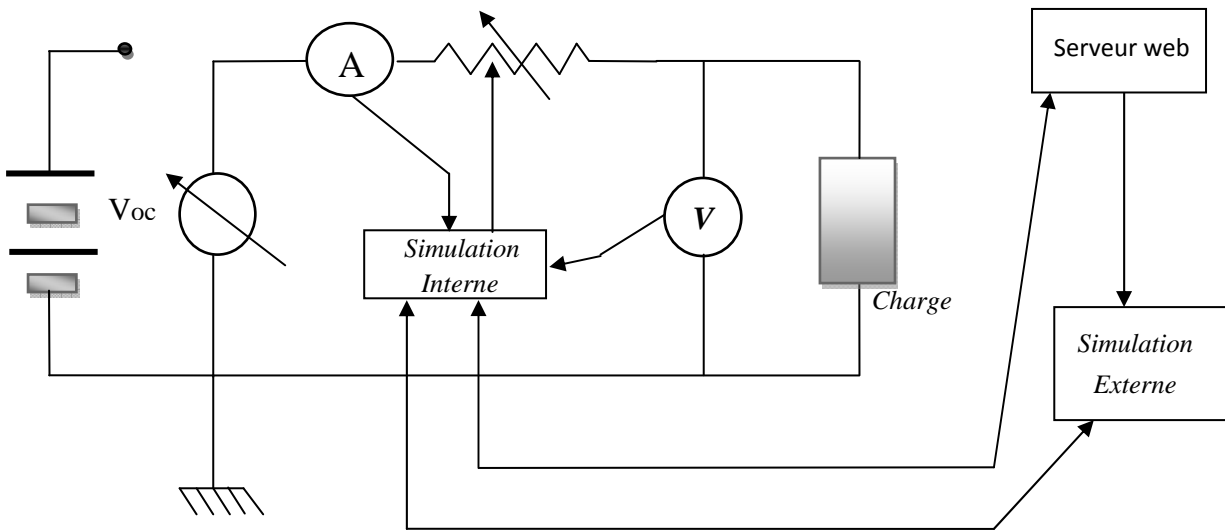 Serveur web
A
Voc
V
Simulation
Interne
Charge
Simulation
Externe